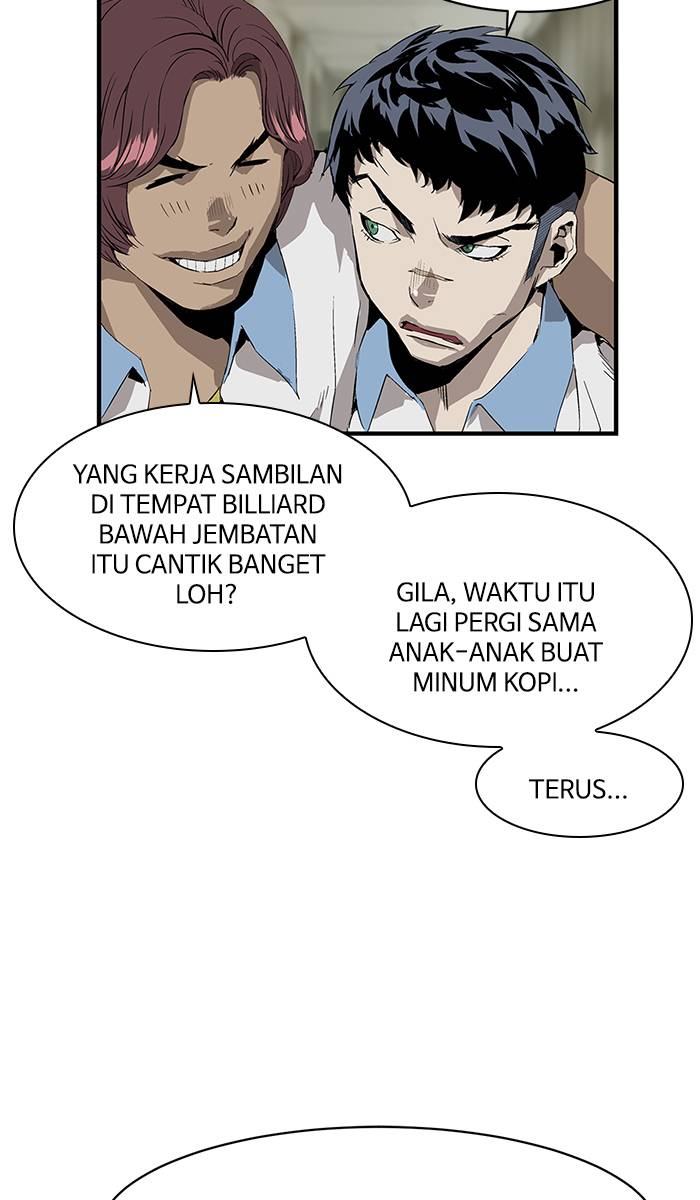 YANG KERJA SAMBILAN
DI TEMPAT BILLIARD
BAWAH JEMBATAN
ITU CANTIK BANGET
LOH?
GILA, WAKTU ITU
LAGI PERGI SAMA
ANAK-ANAK BUAT
MINUM KOPI...
TERUS...